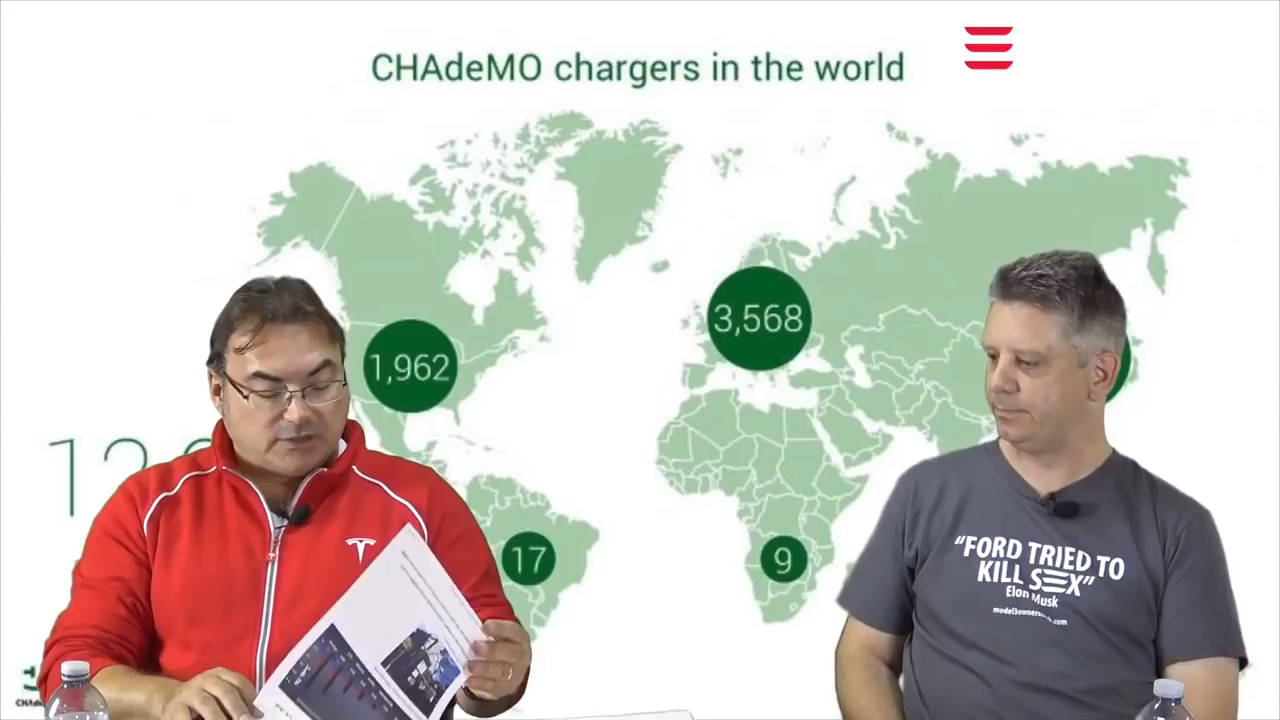 CHAdeMO chargers in the world
3,568
1,962
17
9
"FORD TRIED TO
KILL SEX"
Elon Musk